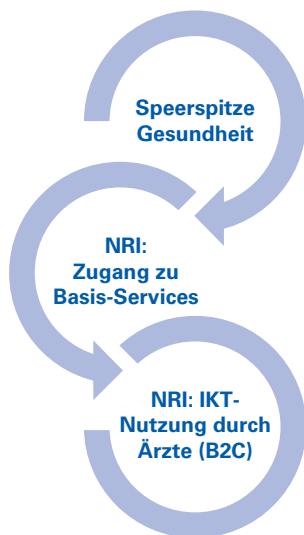 Speerspitze
Gesundheit
NRI:
Zugang zu
Basis-Services
NRI: IKT-
Nutzung durch
Ärzte (B2C)